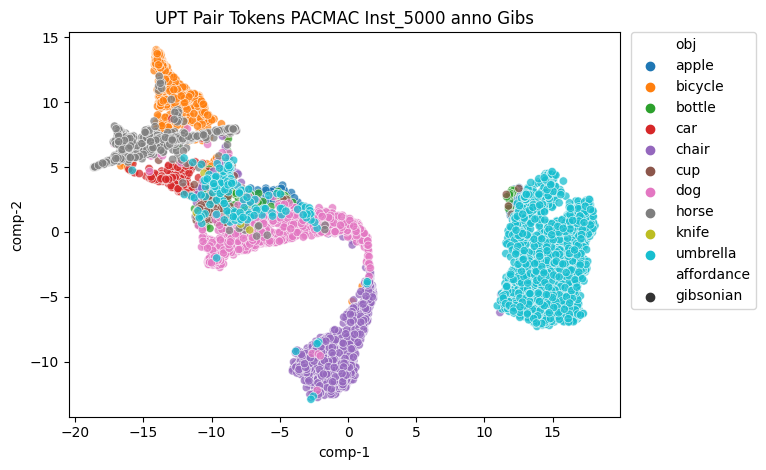 UPT Pair Tokens PACMAC Inst_5000 anno Gibs
15
10
5
0
−5
−10
comp-2
−20
−15
−10
−5
0
5
10
15
comp-1
obj
apple
bicycle
bottle
car
chair
cup
dog
horse
knife
umbrella
affordance
gibsonian